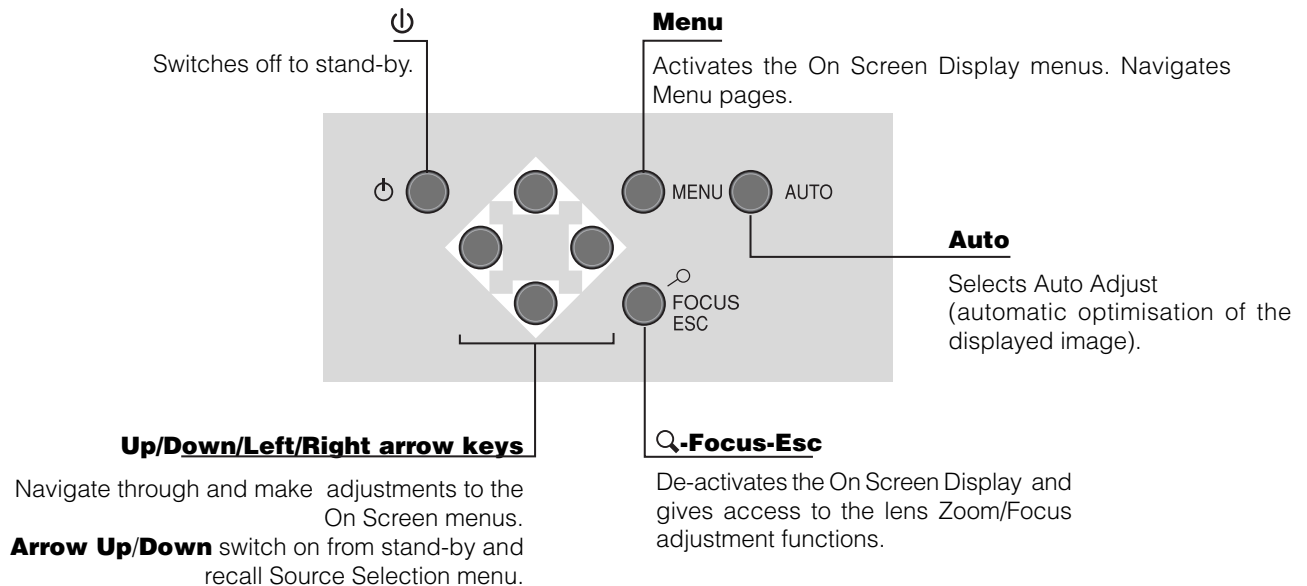 Switches off to stand-by.
Menu
Activates the On Screen Display menus. Navigates
Menu pages.
MENU
AUTO
FOCUS
ESC
Auto
Selects Auto Adjust
(automatic optimisation of the
displayed image).
Up/Down/Left/Right arrow keys
Navigate through and make adjustments to the
On Screen menus.
Arrow Up/Down switch on from stand-by and
recall Source Selection menu.
-Focus-Esc
De-activates the On Screen Display and
gives access to the lens Zoom/Focus
adjustment functions.